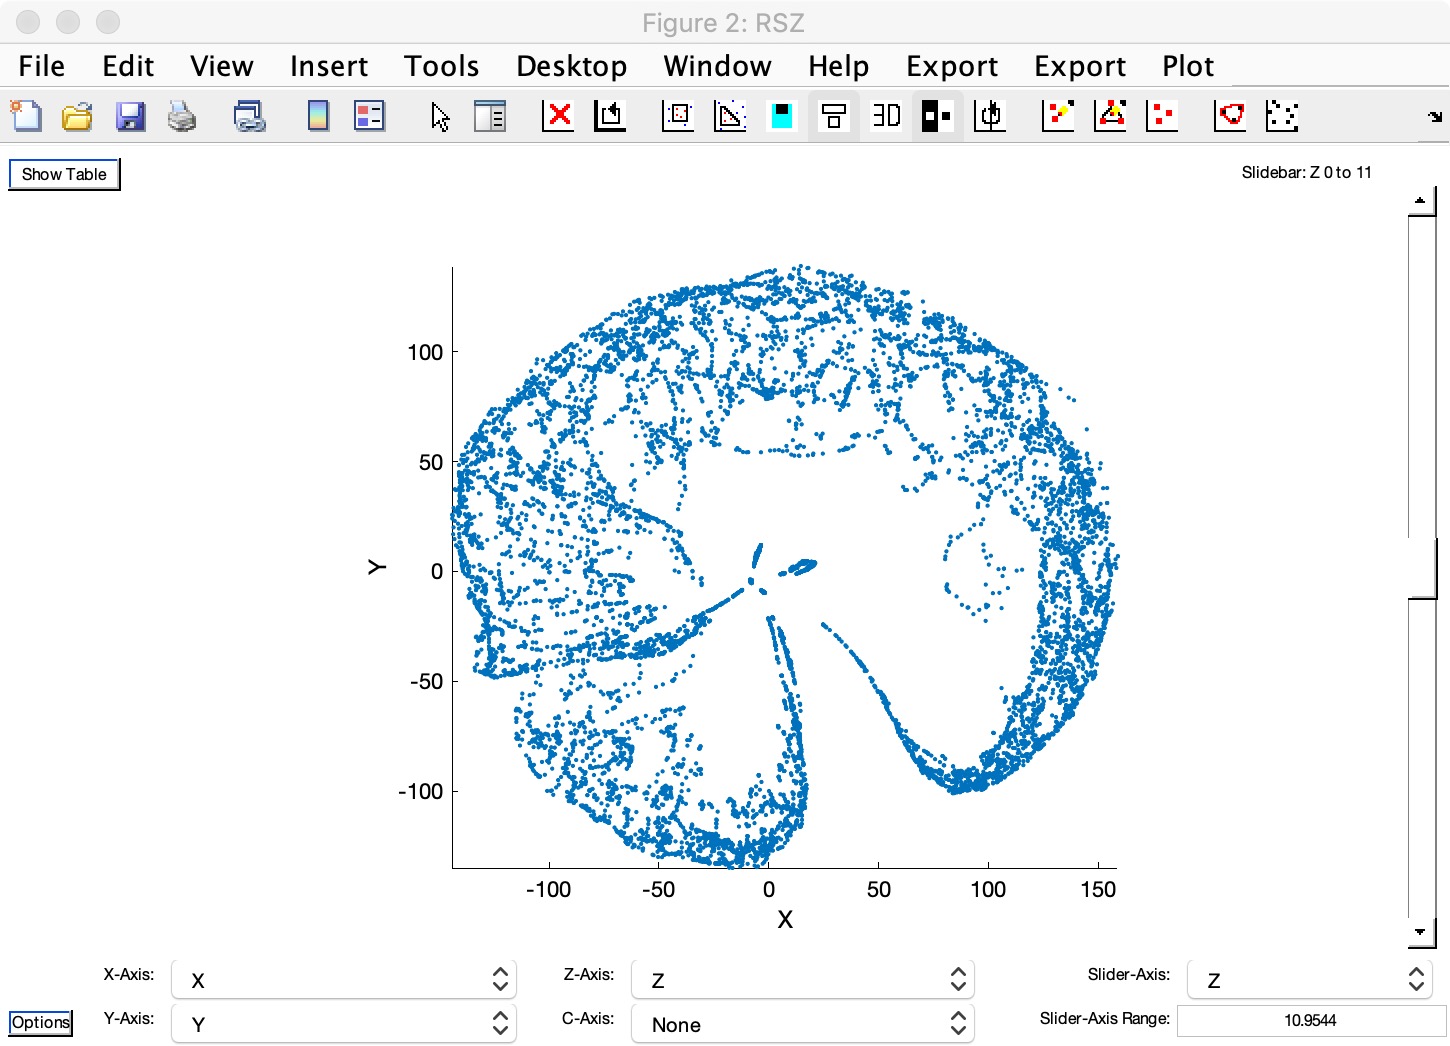 Figure 2: RSZ
File Edit View Insert Tools Desktop Window Help Export Export Plot
3D
Show Table
Slidebar: Z 0 to 11
100
50
0
-50
-100
Y
-100 -50 0 50 100 150
X
X-Axis: X Z-Axis: Z Slider-Axis: Z
Options Y-Axis: Y C-Axis: None Slider-Axis Range: 10.9544